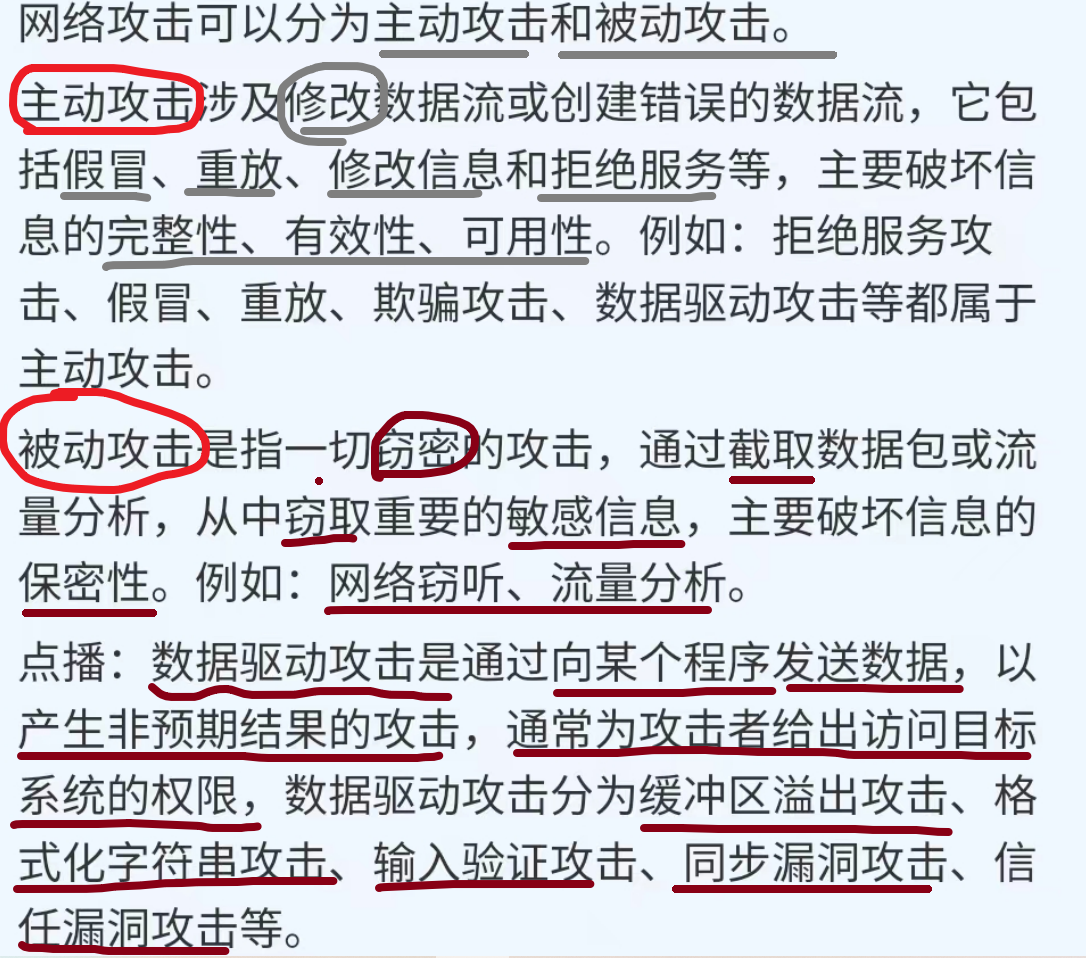 网络攻击可以分为主动攻击和被动攻击。
主动攻击涉及修改数据流或创建错误的数据流，它包
括假冒、重放、修改信息和拒绝服务等，主要破坏信
息的完整性、有效性、可用性。例如：拒绝服务攻
击、假冒、重放、欺骗攻击、数据驱动攻击等都属于
主动攻击。
被动攻击是指一切窃密的攻击，通过截取数据包或流
量分析，从中窃取重要的敏感信息，主要破坏信息的
保密性。例如：网络窃听、流量分析。
点播：数据驱动攻击是通过向某个程序发送数据，以
产生非预期结果的攻击，通常为攻击者给出访问目标
系统的权限，数据驱动攻击分为缓冲区溢出攻击、格
式化字符串攻击、输入验证攻击、同步漏洞攻击、信
任漏洞攻击等。